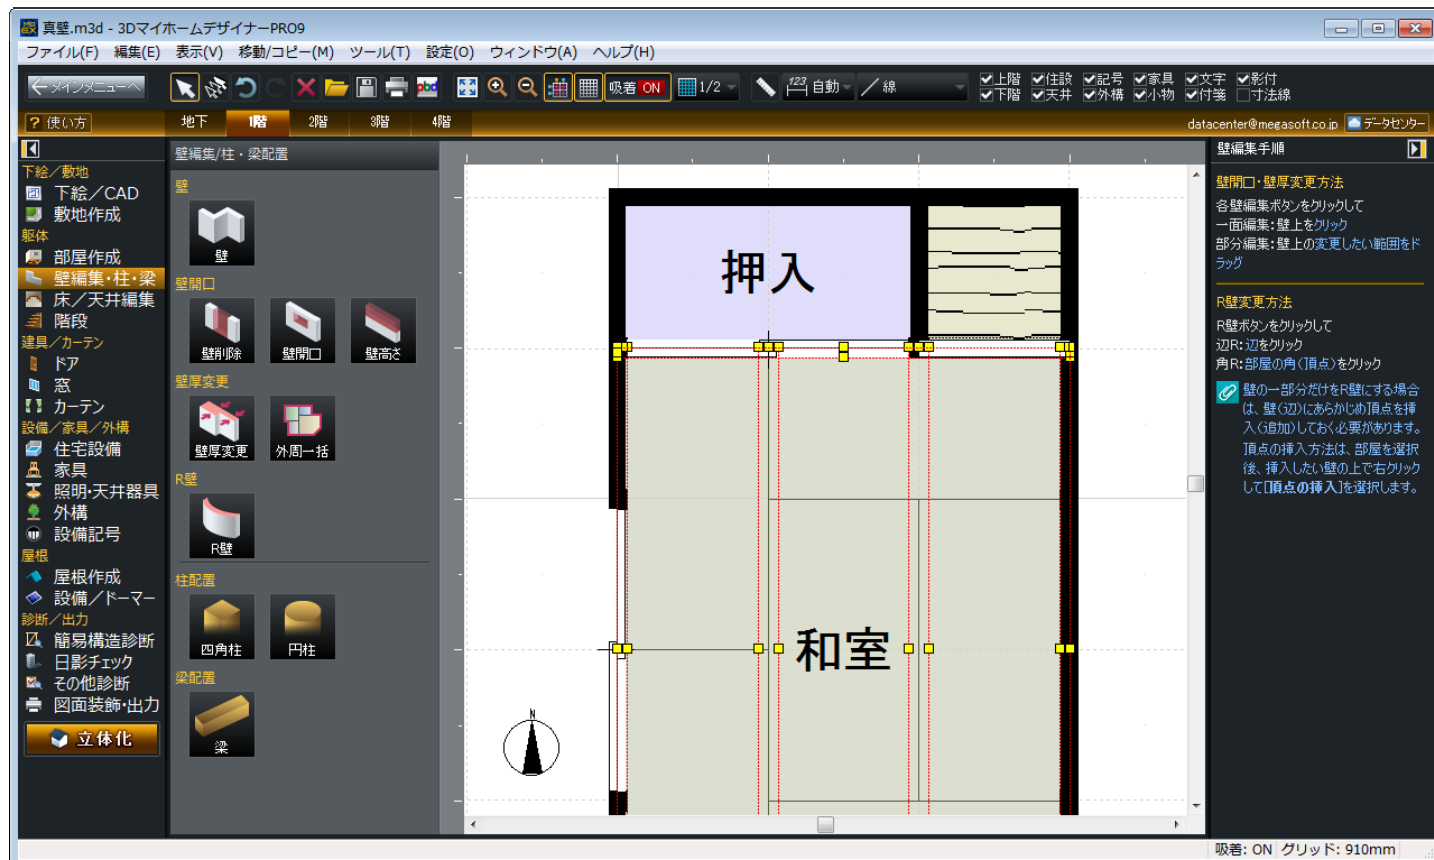 真壁.m3d - 3DマイホームデザイナーPRO9
ファイル(F) 編集(E) 表示(V) 移動/コピー(M) ツール(T) 設定(O) ウィンドウ(A) ヘルプ(H)
メインメニューへ
pbd
吸着 ON
1/2
123 自動
線
上階 住設 記号 家具 文字 影付
下階 天井 外構 小物 付箋 寸法線
? 使い方
地下 1階 2階 3階 4階
datacenter@megasoft.co.jp データセンター
下絵/敷地
下絵/CAD
敷地作成
躯体
部屋作成
壁編集・柱・梁
床/天井編集
階段
建具/カーテン
ドア
窓
カーテン
設備/家具/外構
住宅設備
家具
照明・天井器具
外構
設備記号
屋根
屋根作成
設備/ドーマー
診断/出力
簡易構造診断
日影チェック
その他診断
図面装飾・出力
立体化
壁編集/柱・梁配置
壁
壁
壁開口
壁削除 壁開口 壁高さ
壁厚変更
壁厚変更 外周一括
R壁
R壁
柱配置
四角柱 円柱
梁配置
梁
押入
和室
N
壁編集手順
壁開口・壁厚変更方法
各壁編集ボタンをクリックして
一面編集:壁上をクリック
部分編集:壁上の変更したい範囲をド
ラッグ
R壁変更方法
R壁ボタンをクリックして
辺R:辺をクリック
角R:部屋の角(頂点)をクリック
壁の一部分だけをR壁にする場合
は、壁(辺)にあらかじめ頂点を挿
入(追加)しておく必要があります。
頂点の挿入方法は、部屋を選択
後、挿入したい壁の上で右クリック
して[頂点の挿入]を選択します。
吸着: ON グリッド: 910mm